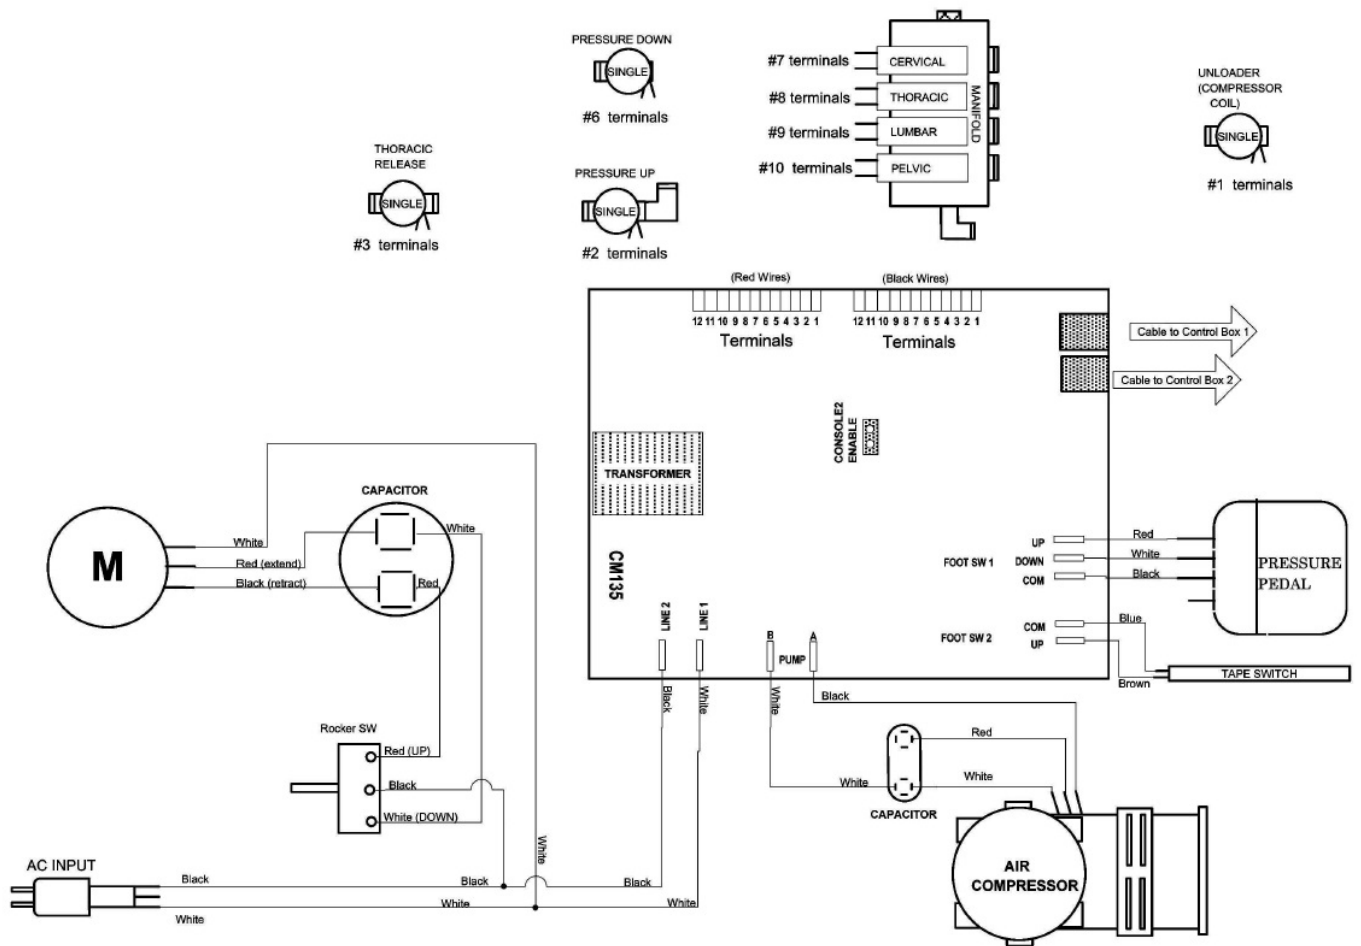 PRESSURE DOWN
SINGLE
#6 terminals
#7 terminals
CERVICAL
#8 terminals
THORACIC
#9 terminals
LUMBAR
#10 terminals
PELVIC
MANIFOLD
UNLOADER
(COMPRESSOR
COIL)
SINGLE
#1 terminals
THORACIC
RELEASE
SINGLE
#3 terminals
PRESSURE UP
SINGLE
#2 terminals
(Red Wires)
(Black Wires)
12 11 10 9 8 7 6 5 4 3 2 1
12 11 10 9 8 7 6 5 4 3 2 1
Terminals
Terminals
Cable to Control Box 1
Cable to Control Box 2
CONSOLE2
ENABLE
TRANSFORMER
CM135
CAPACITOR
M
White
Red (extend)
Black (retract)
White
Red
UP
FOOT SW 1
DOWN
COM
Red
White
Black
PRESSURE
PEDAL
COM
FOOT SW 2
UP
Blue
Brown
TAPE SWITCH
LINE 2
LINE 1
B
PUMP
A
Black
White
White
Black
Rocker SW
Red (UP)
Black
White (DOWN)
Red
White
White
CAPACITOR
AIR
COMPRESSOR
AC INPUT
Black
Black
Black
White
White
White
White